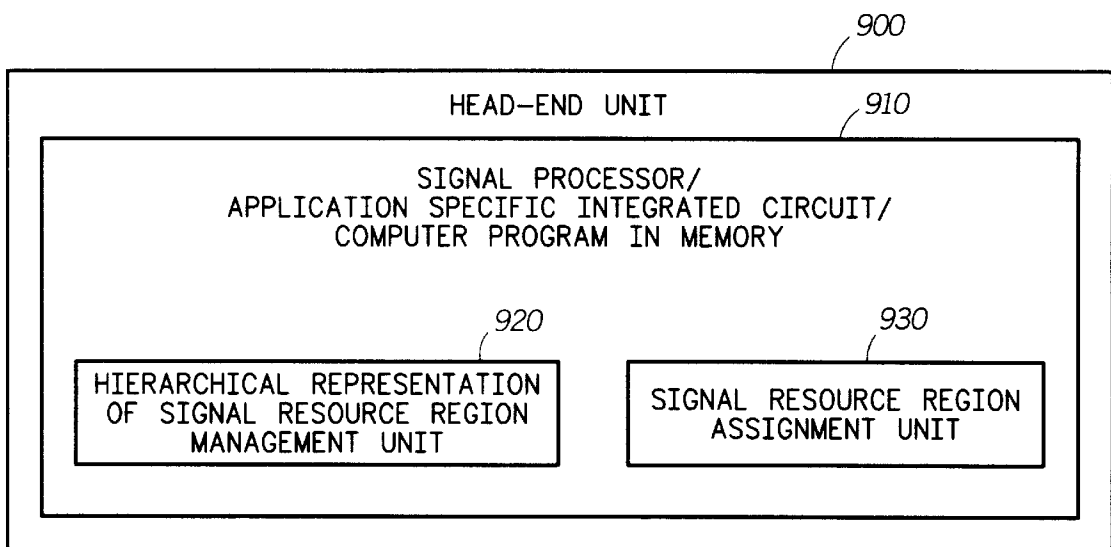 900
HEAD-END UNIT
910
SIGNAL PROCESSOR/
APPLICATION SPECIFIC INTEGRATED CIRCUIT/
COMPUTER PROGRAM IN MEMORY
920
930
HIERARCHICAL REPRESENTATION
OF SIGNAL RESOURCE REGION
MANAGEMENT UNIT
SIGNAL RESOURCE REGION
ASSIGNMENT UNIT